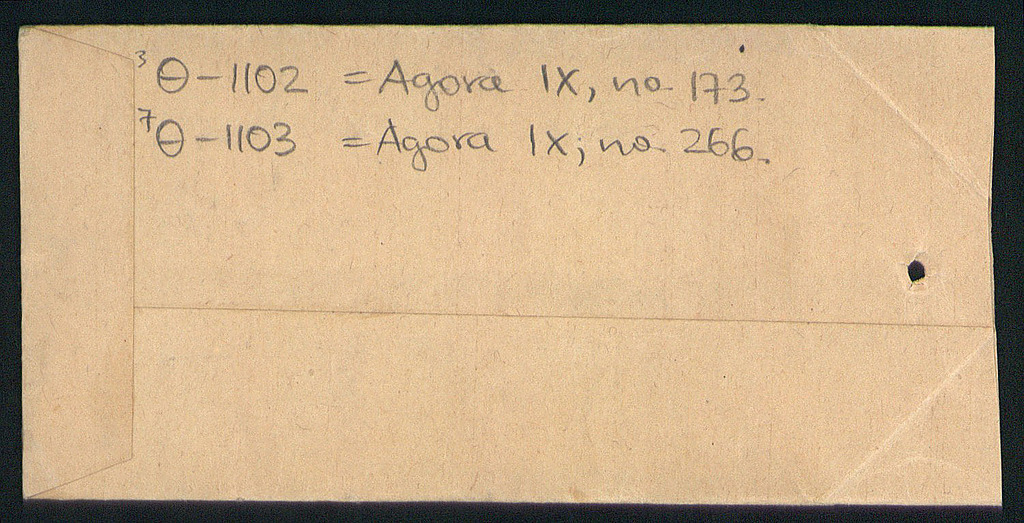 ³Θ-1102 = Agora IX, no. 173.
⁷Θ-1103 = Agora IX, no. 266.